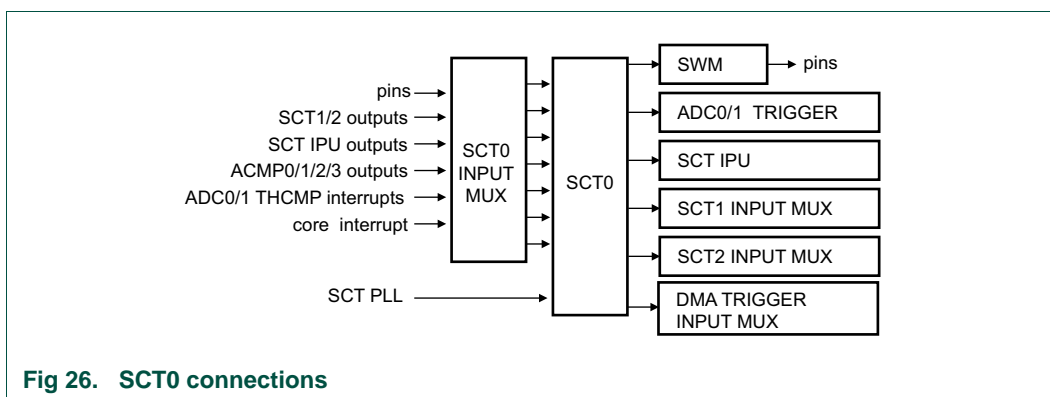 pins
SCT1/2 outputs
SCT IPU outputs
ACMP0/1/2/3 outputs
ADC0/1 THCMP interrupts
core interrupt
SCT PLL
SCT0
INPUT
MUX
SCT0
SWM
pins
ADC0/1 TRIGGER
SCT IPU
SCT1 INPUT MUX
SCT2 INPUT MUX
DMA TRIGGER
INPUT MUX
Fig 26. SCT0 connections